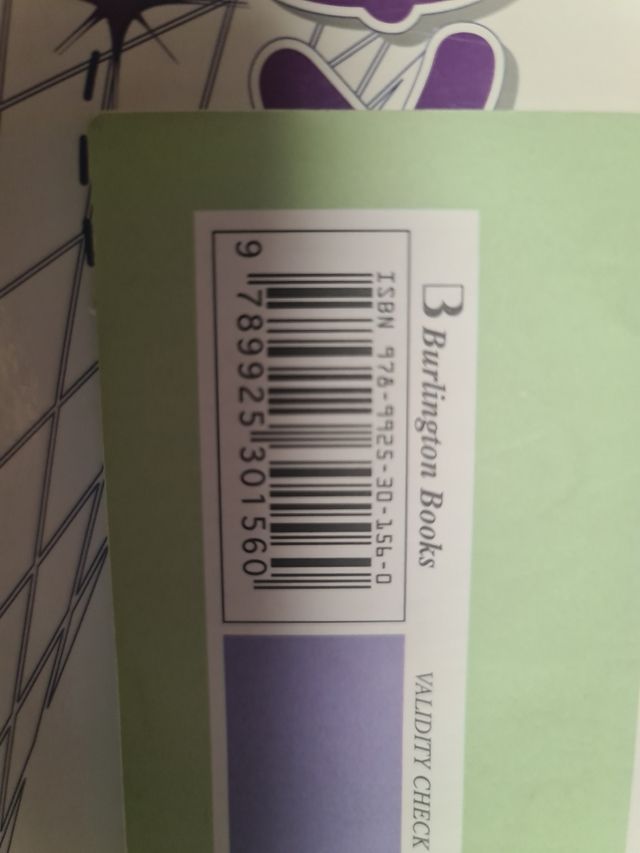 B Burlington Books
ISBN 978-9925-30-156-0
9 789925 301560
VALIDITY CHECK